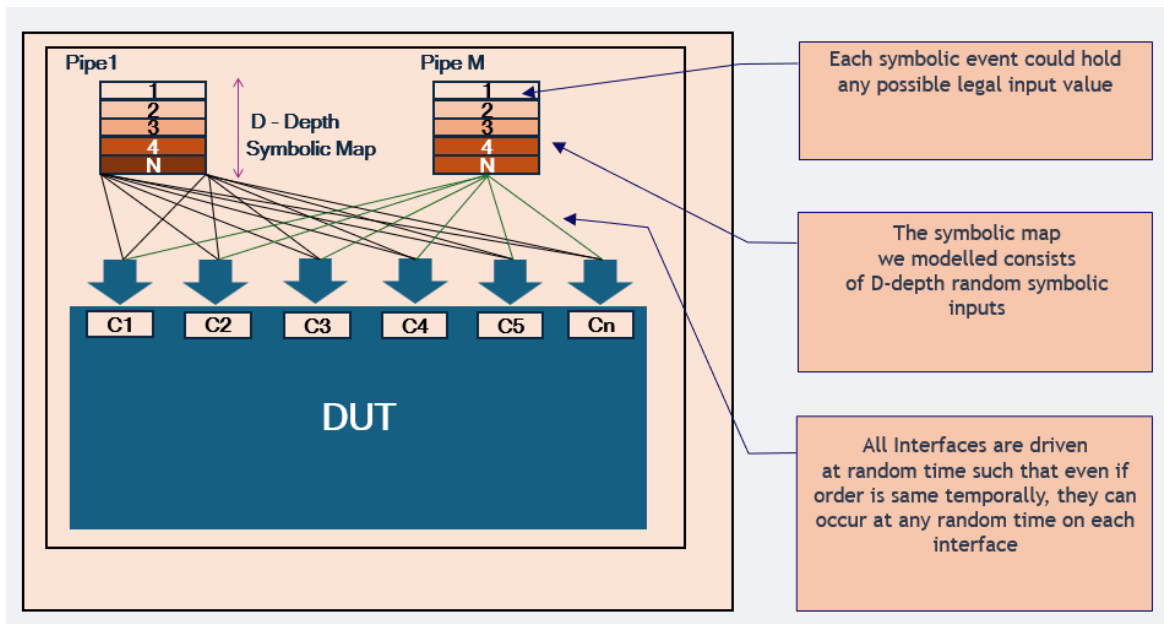 Pipe1
Pipe M
1
2
3
4
N
D - Depth
Symbolic Map
1
2
3
4
N
C1
C2
C3
C4
C5
Cn
DUT
Each symbolic event could hold
any possible legal input value
The symbolic map
we modelled consists
of D-depth random symbolic
inputs
All Interfaces are driven
at random time such that even if
order is same temporally, they can
occur at any random time on each
interface